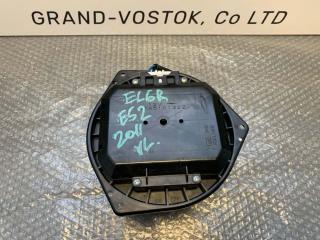 GRAND-VOSTOK, Co LTD
ELGR
E52
2011
VL.